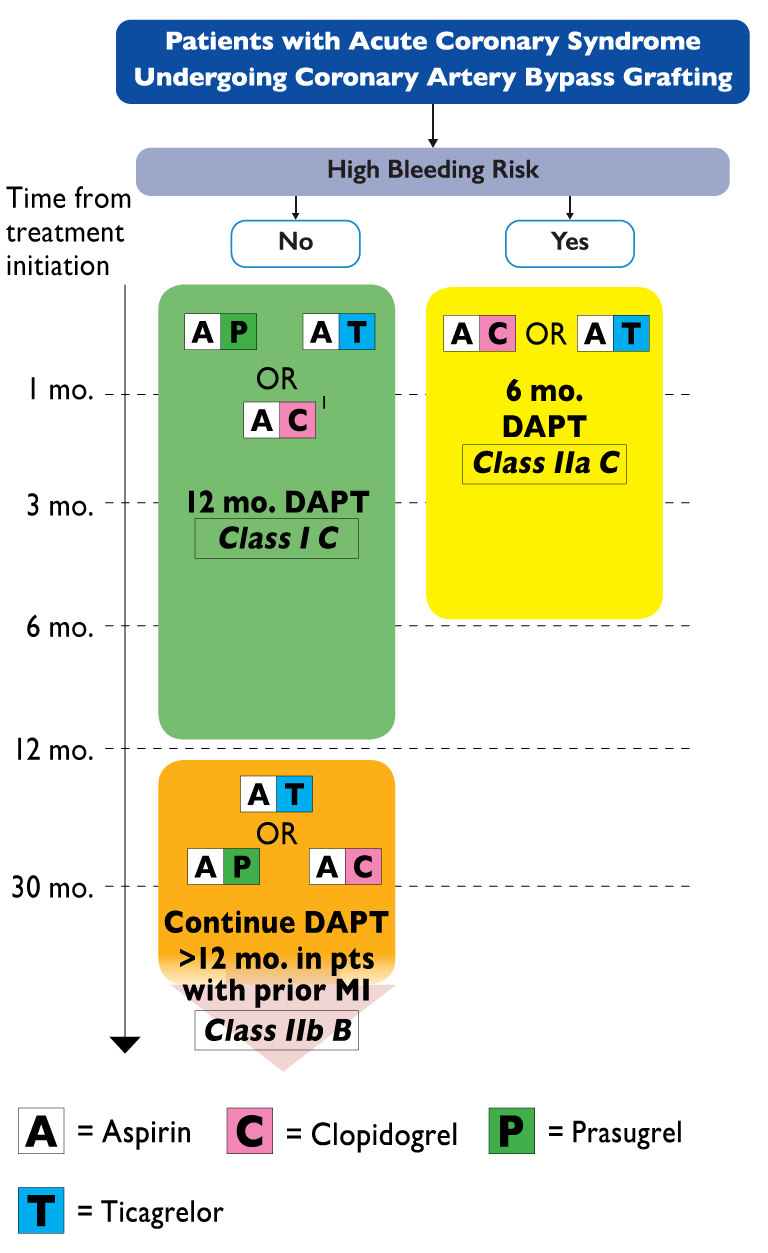 Patients with Acute Coronary Syndrome
Undergoing Coronary Artery Bypass Grafting
High Bleeding Risk
Time from
treatment
initiation
No
Yes
A P A T
OR
A C 1
12 mo. DAPT
Class I C
A C OR A T
6 mo.
DAPT
Class IIa C
1 mo.
3 mo.
6 mo.
12 mo.
30 mo.
A T
OR
A P A C
Continue DAPT
>12 mo. in pts
with prior MI
Class IIb B
A = Aspirin C = Clopidogrel P = Prasugrel
T = Ticagrelor